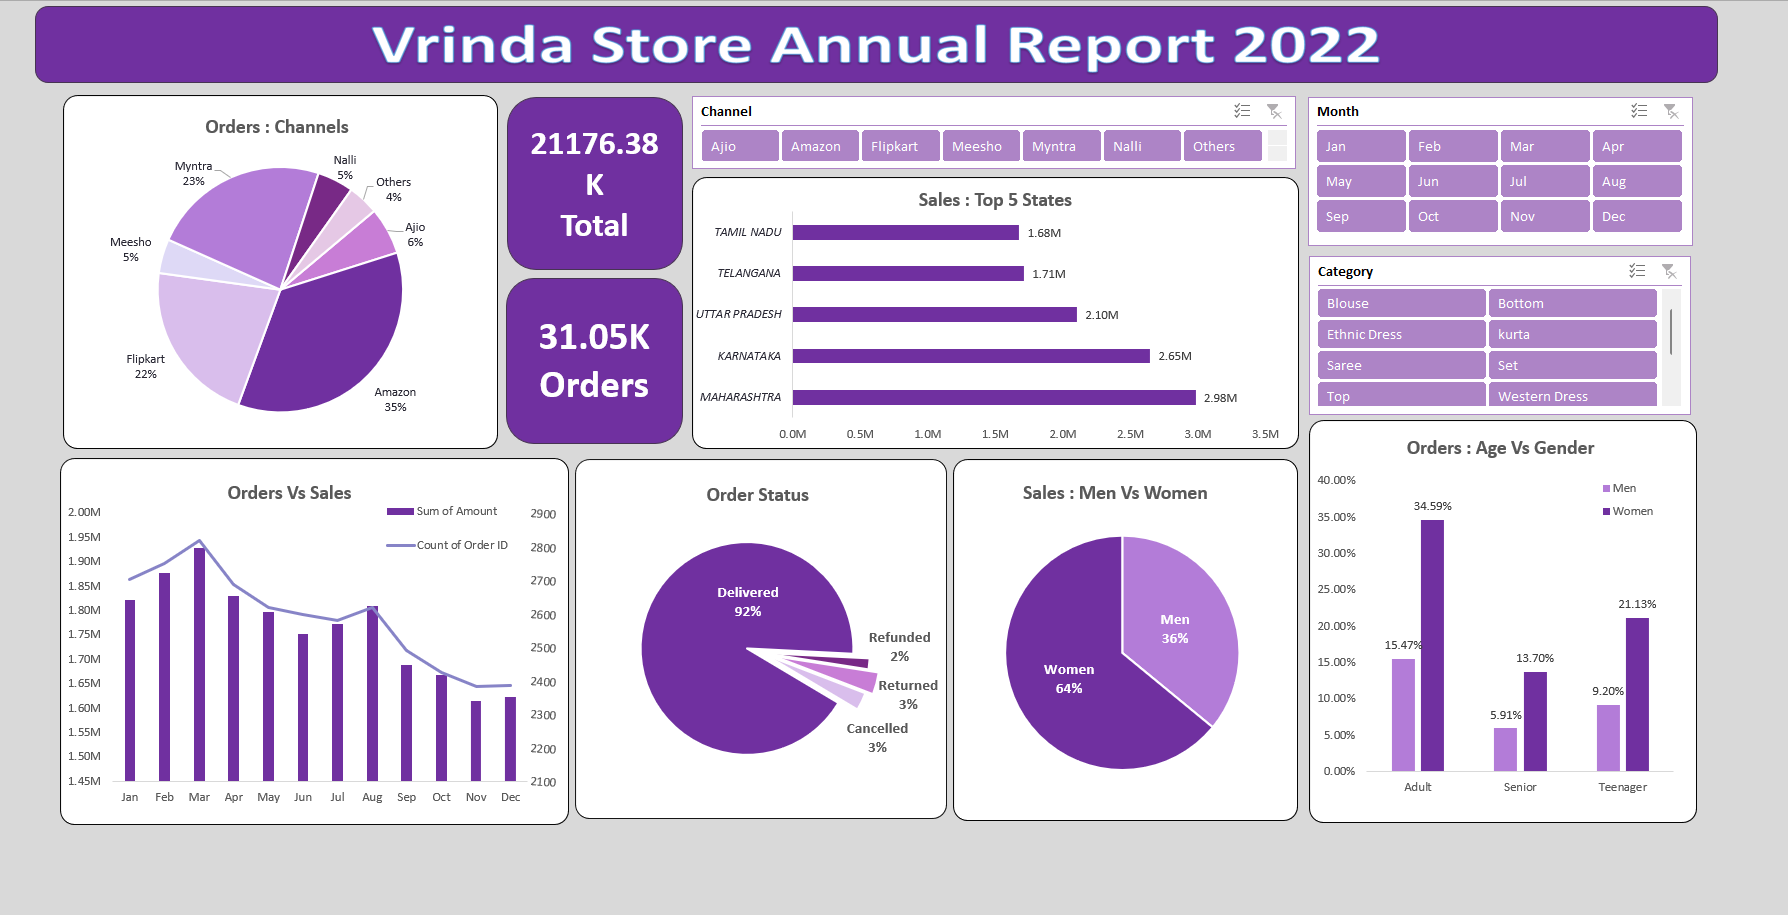 Vrinda Store Annual Report 2022
Orders : Channels
Nalli
5%
Myntra
23%
Others
4%
Ajio
6%
Meesho
5%
Flipkart
22%
Amazon
35%
21176.38
K
Total
31.05K
Orders
Channel
Ajio
Amazon
Flipkart
Meesho
Myntra
Nalli
Others
Sales : Top 5 States
TAMIL NADU
1.68M
TELANGANA
1.71M
UTTAR PRADESH
2.10M
KARNATAKA
2.65M
MAHARASHTRA
2.98M
0.0M
0.5M
1.0M
1.5M
2.0M
2.5M
3.0M
3.5M
Month
Jan
Feb
Mar
Apr
May
Jun
Jul
Aug
Sep
Oct
Nov
Dec
Category
Blouse
Bottom
Ethnic Dress
kurta
Saree
Set
Top
Western Dress
Orders Vs Sales
Sum of Amount
Count of Order ID
2.00M
1.95M
1.90M
1.85M
1.80M
1.75M
1.70M
1.65M
1.60M
1.55M
1.50M
1.45M
2900
2800
2700
2600
2500
2400
2300
2200
2100
Jan
Feb
Mar
Apr
May
Jun
Jul
Aug
Sep
Oct
Nov
Dec
Order Status
Delivered
92%
Refunded
2%
Returned
3%
Cancelled
3%
Sales : Men Vs Women
Men
36%
Women
64%
Orders : Age Vs Gender
Men
Women
40.00%
35.00%
30.00%
25.00%
20.00%
15.00%
10.00%
5.00%
0.00%
15.47%
34.59%
5.91%
13.70%
9.20%
21.13%
Adult
Senior
Teenager